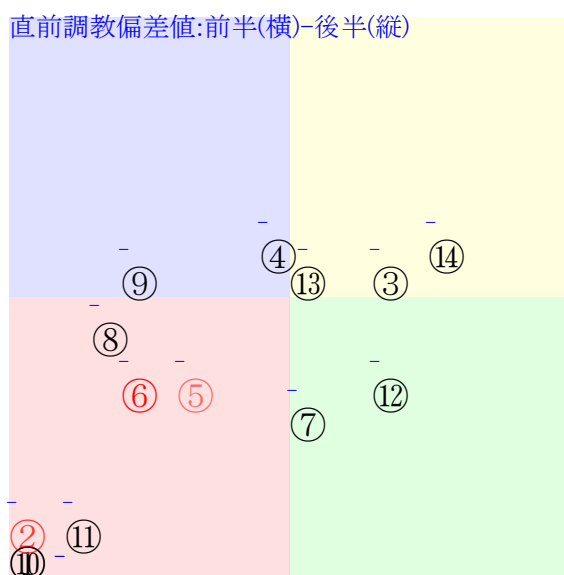 直前調教偏差値:前半(横)-後半(縦)
④ ⑭
⑨ ⑬ ③
⑧
⑥ ⑤ ⑫
⑦
② ⑪
⑩